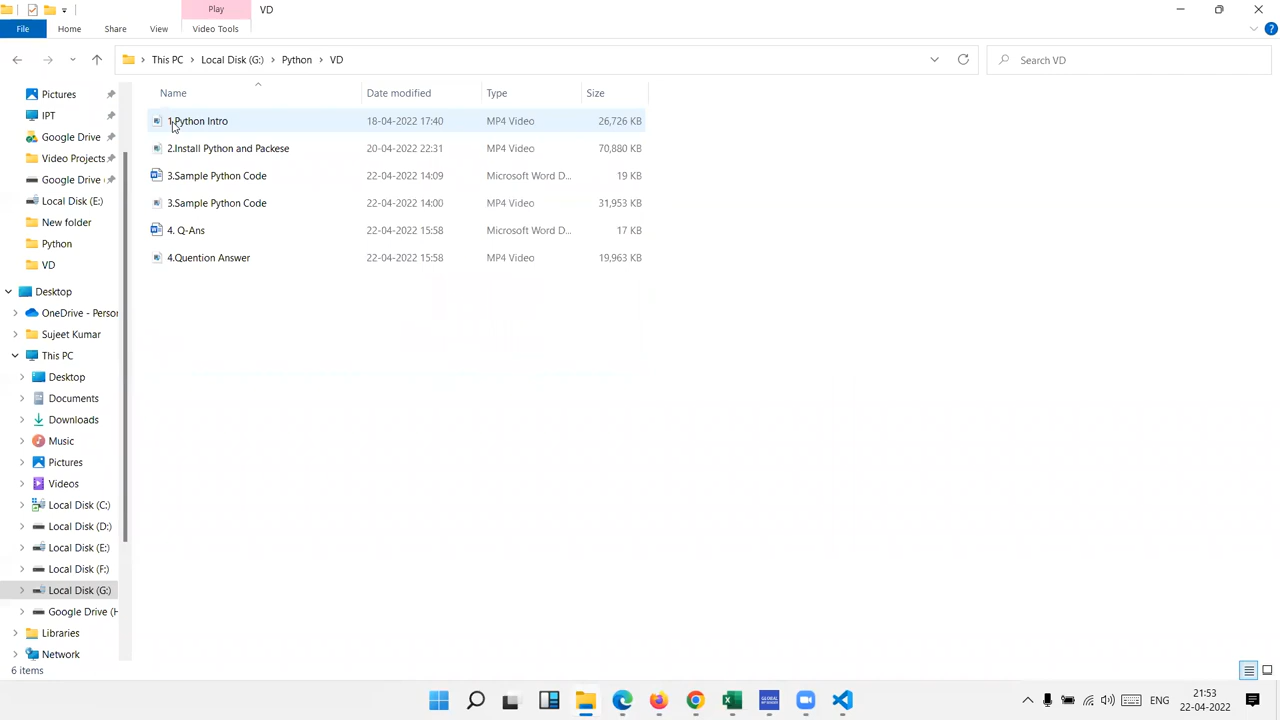 Play
VD
File
Home
Share
View
Video Tools
This PC
Local Disk (G:)
Python
VD
Search VD
Name
Date modified
Type
Size
Pictures
IPT
Google Drive
Video Projects
Google Drive
Local Disk (E:)
New folder
Python
VD
Desktop
OneDrive - Person
Sujeet Kumar
This PC
Desktop
Documents
Downloads
Music
Pictures
Videos
Local Disk (C:)
Local Disk (D:)
Local Disk (E:)
Local Disk (F:)
Local Disk (G:)
Google Drive (H
Libraries
Network
1.Python Intro 18-04-2022 17:40 MP4 Video 26,726 KB
2.Install Python and Packese 20-04-2022 22:31 MP4 Video 70,880 KB
3.Sample Python Code 22-04-2022 14:09 Microsoft Word D... 19 KB
3.Sample Python Code 22-04-2022 14:00 MP4 Video 31,953 KB
4. Q-Ans 22-04-2022 15:58 Microsoft Word D... 17 KB
4.Quention Answer 22-04-2022 15:58 MP4 Video 19,963 KB
6 items
ENG
21:53
22-04-2022